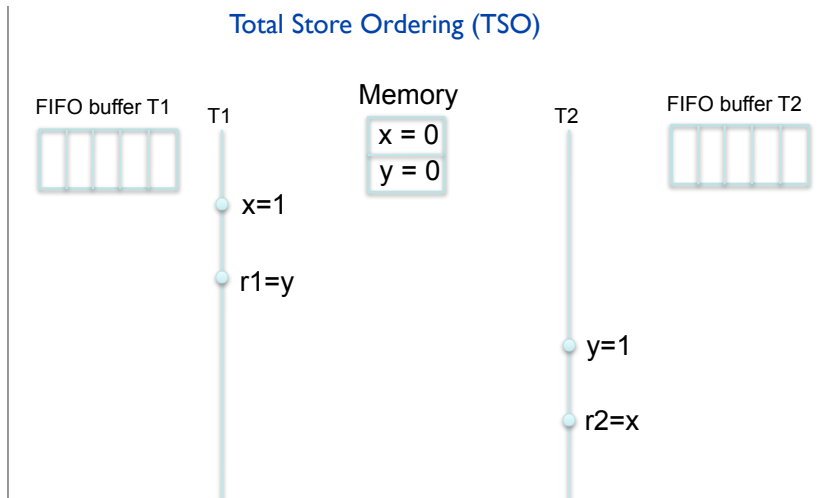 Total Store Ordering (TSO)
FIFO buffer T1
T1
Memory
T2
FIFO buffer T2
x = 0
y = 0
x=1
r1=y
y=1
r2=x